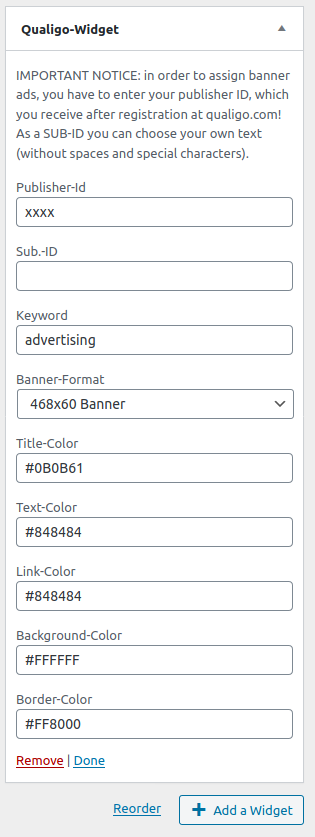 Qualigo-Widget
IMPORTANT NOTICE: in order to assign banner
ads, you have to enter your publisher ID, which
you receive after registration at qualigo.com!
As a SUB-ID you can choose your own text
(without spaces and special characters).
Publisher-Id
xxxx
Sub.-ID
Keyword
advertising
Banner-Format
468x60 Banner
Title-Color
#0B0B61
Text-Color
#848484
Link-Color
#848484
Background-Color
#FFFFFF
Border-Color
#FF8000
Remove | Done
Reorder Add a Widget